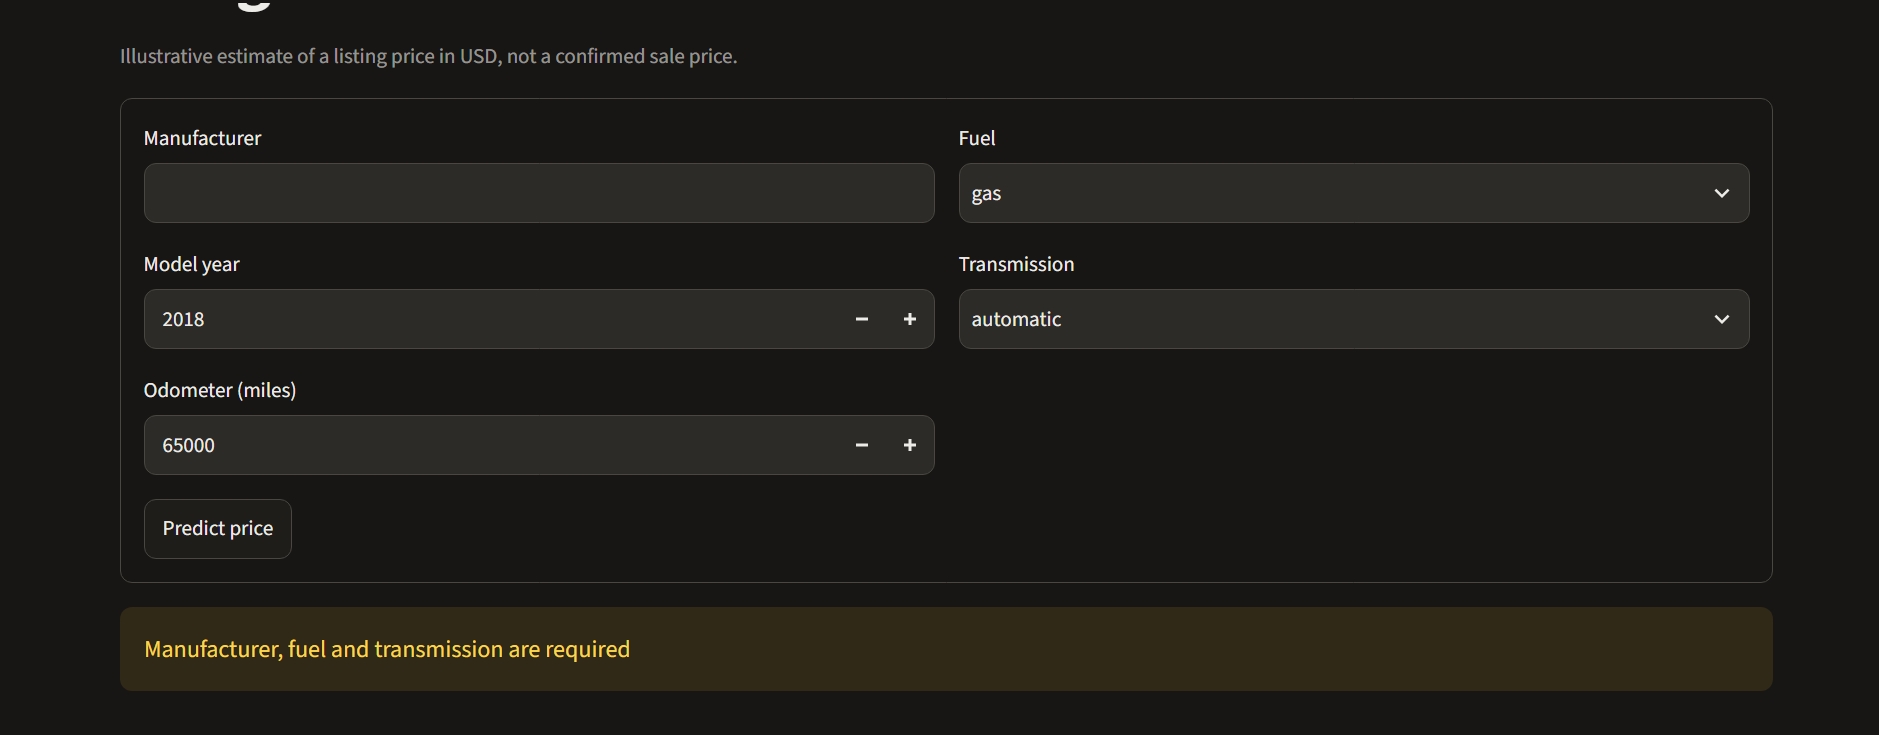 Illustrative estimate of a listing price in USD, not a confirmed sale price.
Manufacturer
Fuel
gas
Model year
Transmission
2018
automatic
Odometer (miles)
65000
Predict price
Manufacturer, fuel and transmission are required